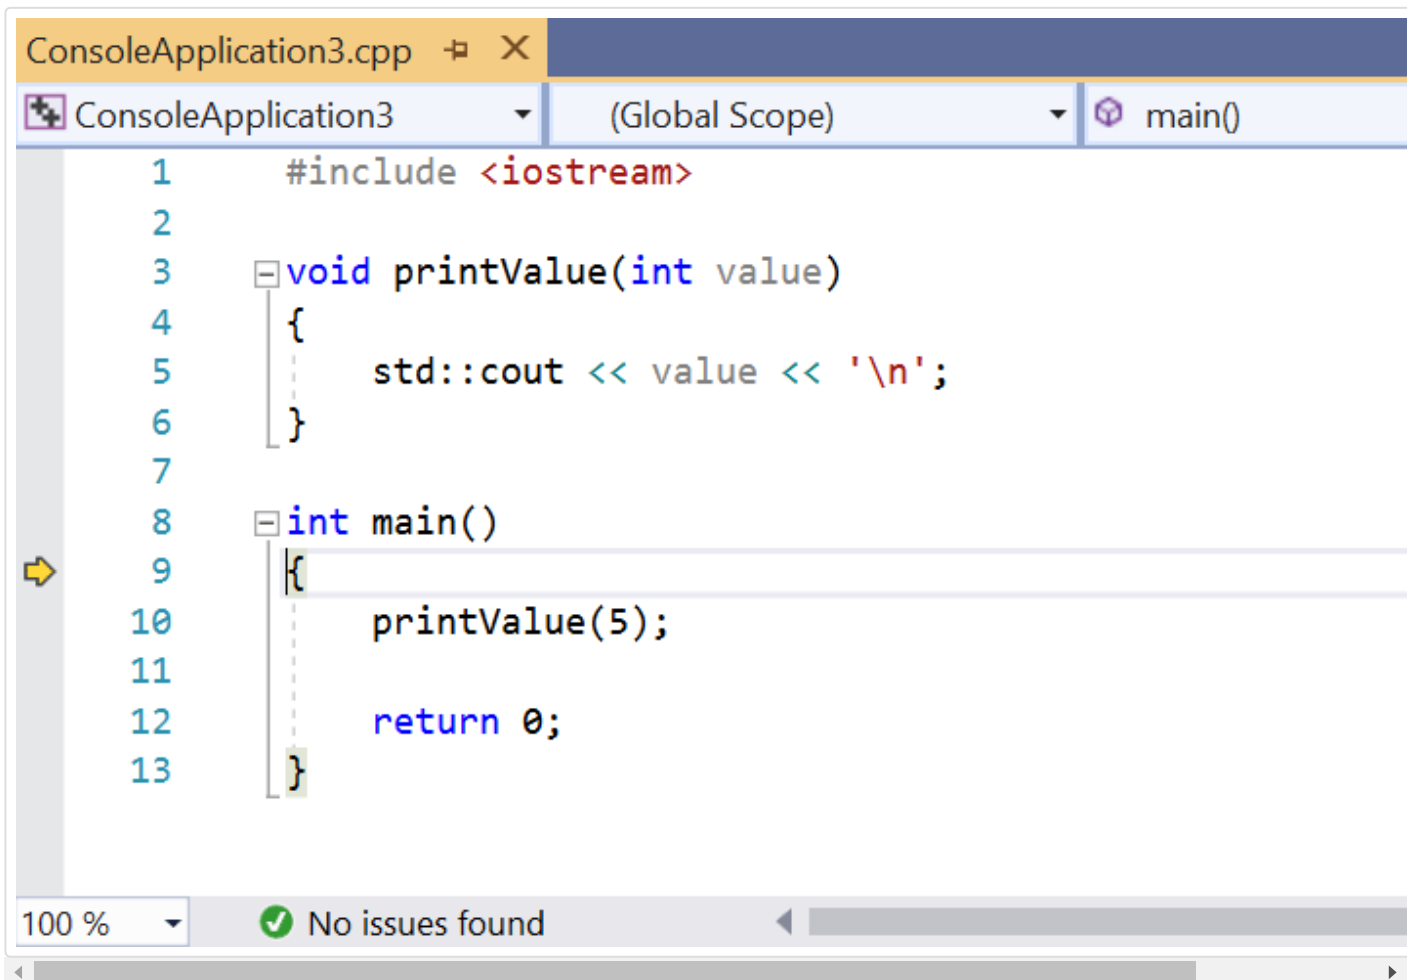 ConsoleApplication3.cpp
ConsoleApplication3 (Global Scope) main()
1 #include <iostream>
2
3 void printValue(int value)
4 {
5 std::cout << value << '\n';
6 }
7
8 int main()
9 {
10 printValue(5);
11
12 return 0;
13 }
100 % No issues found